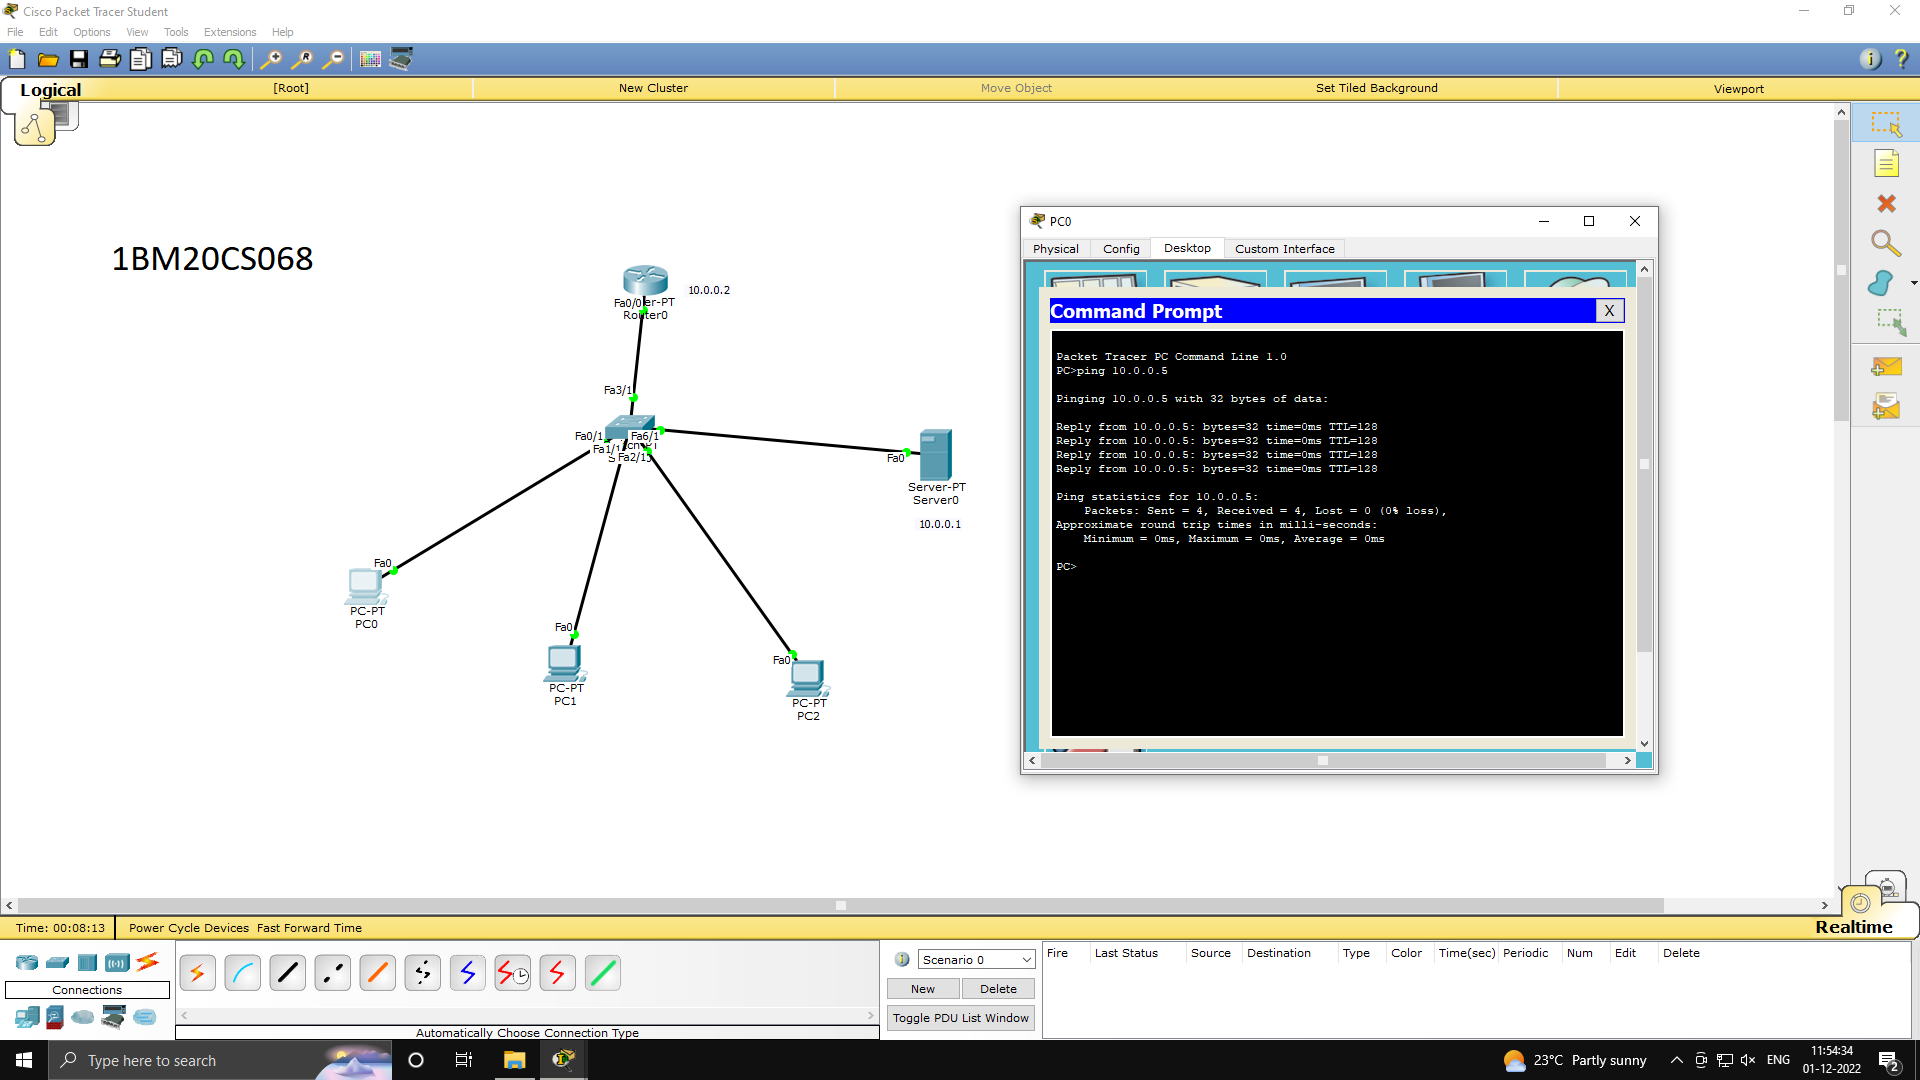 Cisco Packet Tracer Student
File Edit Options View Tools Extensions Help
Logical [Root] New Cluster Move Object Set Tiled Background Viewport
1BM20CS068
10.0.0.2
Fa0/0
Router0
Fa3/1
Fa0/1
Fa6/1
Fa1/1
Fa2/1
Fa0
Server-PT
Server0
10.0.0.1
Fa0
PC-PT
PC0
Fa0
PC-PT
PC1
Fa0
PC-PT
PC2
PC0
Physical Config Desktop Custom Interface
Command Prompt X
Packet Tracer PC Command Line 1.0
PC>ping 10.0.0.5
Pinging 10.0.0.5 with 32 bytes of data:
Reply from 10.0.0.5: bytes=32 time=0ms TTL=128
Reply from 10.0.0.5: bytes=32 time=0ms TTL=128
Reply from 10.0.0.5: bytes=32 time=0ms TTL=128
Reply from 10.0.0.5: bytes=32 time=0ms TTL=128
Ping statistics for 10.0.0.5:
Packets: Sent = 4, Received = 4, Lost = 0 (0% loss),
Approximate round trip times in milli-seconds:
Minimum = 0ms, Maximum = 0ms, Average = 0ms
PC>
Time: 00:08:13 Power Cycle Devices Fast Forward Time
Realtime
Connections
Automatically Choose Connection Type
Scenario 0
New Delete
Toggle PDU List Window
Fire Last Status Source Destination Type Color Time(sec) Periodic Num Edit Delete
Type here to search
23°C Partly sunny
ENG
11:54:34
01-12-2022
2